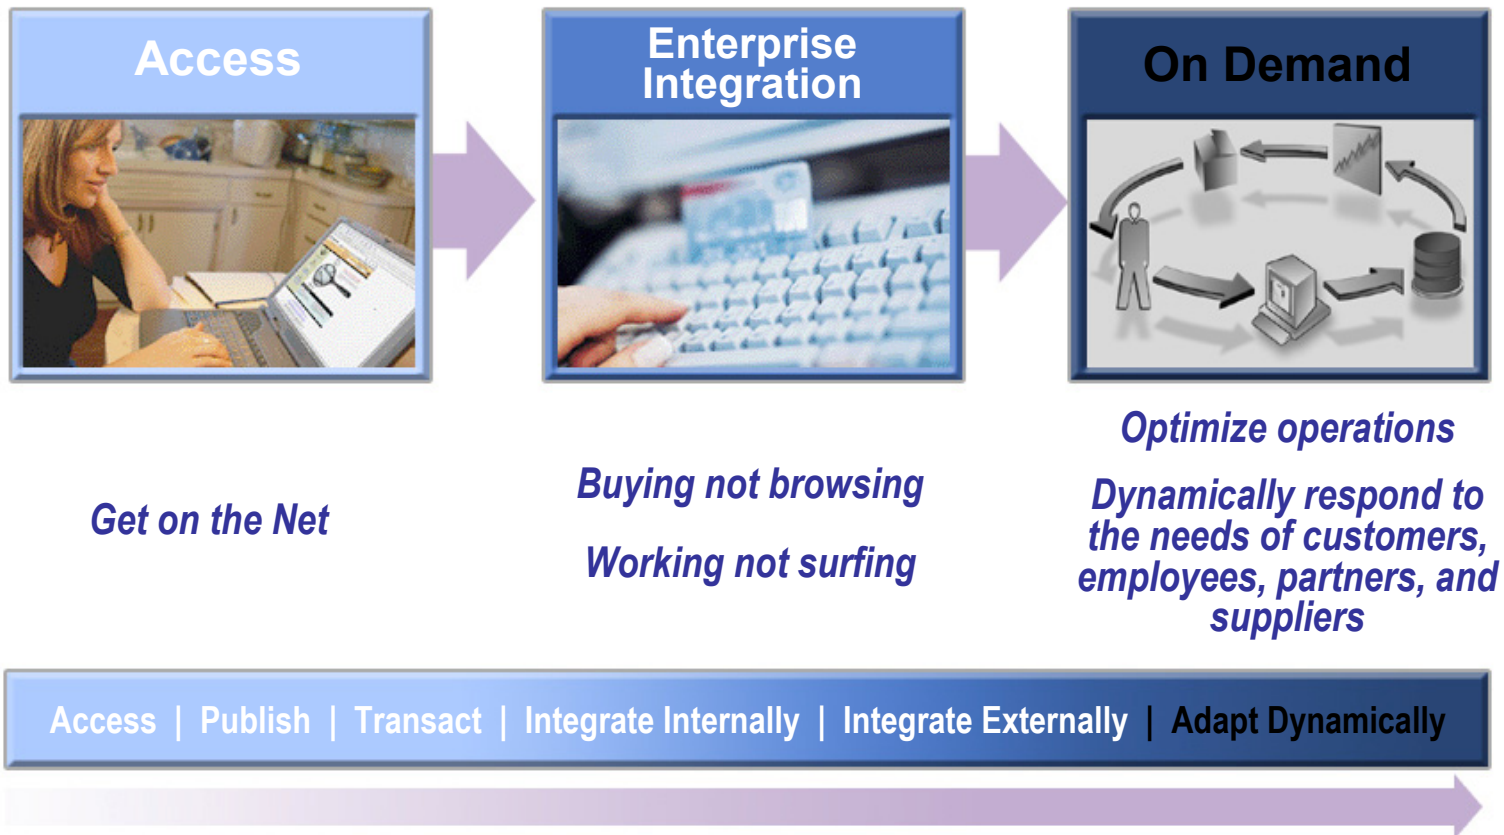 Access
Enterprise
Integration
On Demand
Get on the Net
Buying not browsing
Working not surfing
Optimize operations
Dynamically respond to
the needs of customers,
employees, partners, and
suppliers
Access | Publish | Transact | Integrate Internally | Integrate Externally | Adapt Dynamically